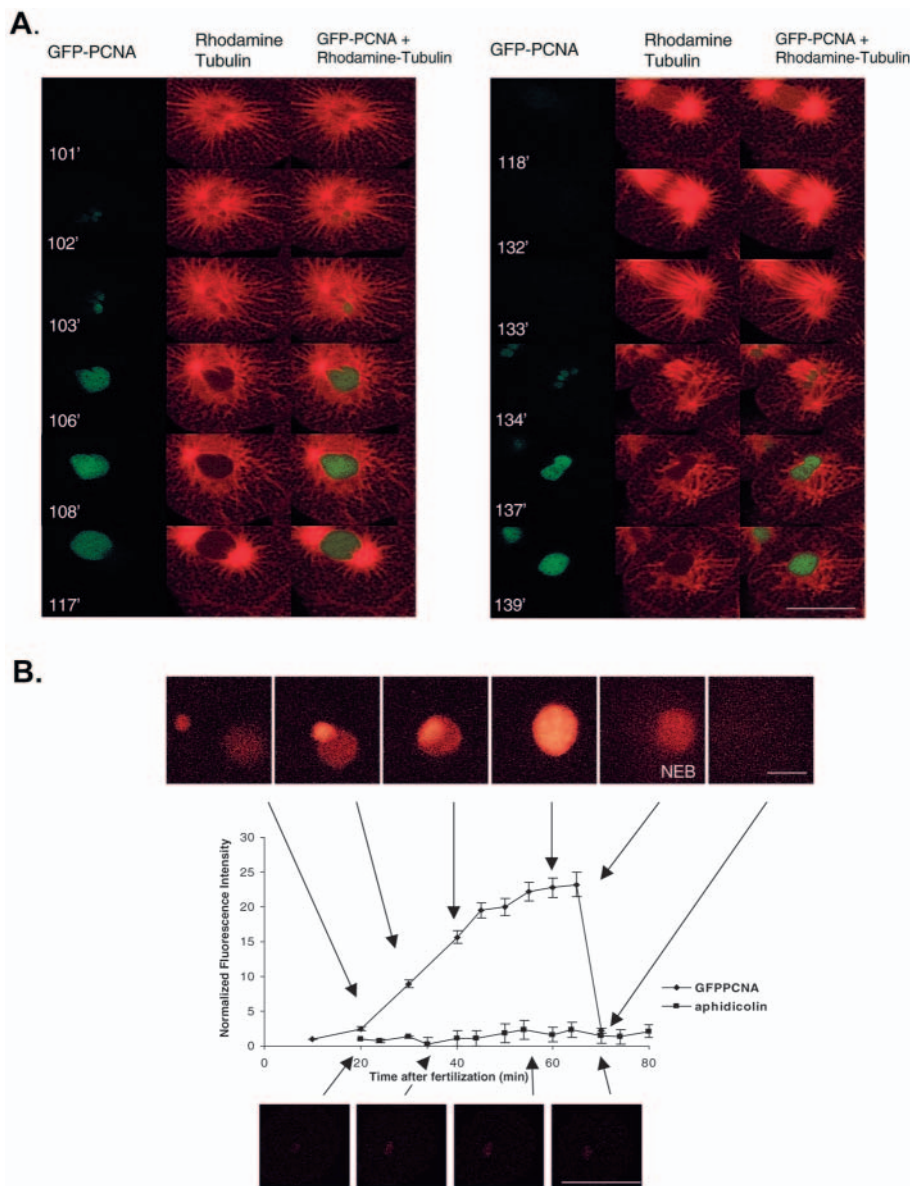 A.
GFP-PCNA
Rhodamine
Tubulin
GFP-PCNA +
Rhodamine-Tubulin
101'
102'
103'
106'
108'
117'
GFP-PCNA
Rhodamine
Tubulin
GFP-PCNA +
Rhodamine-Tubulin
118'
132'
133'
134'
137'
139'
B.
NEB
Normalized Fluorescence Intensity
30
25
20
15
10
5
0
0
20
40
60
80
Time after fertilization (min)
GFPPCNA
aphidicolin